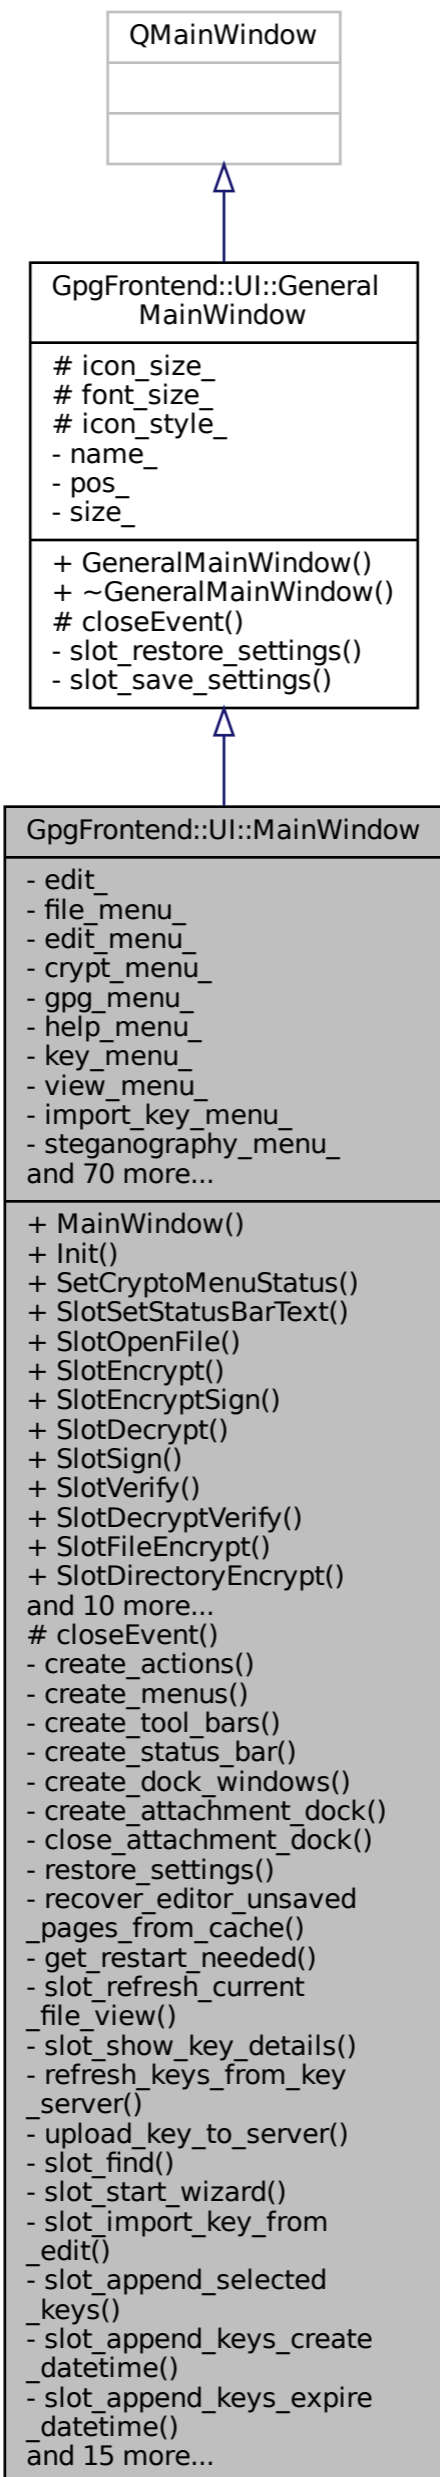 QMainWindow
GpgFrontend::UI::General
MainWindow
# icon_size_
# font_size_
# icon_style_
- name_
- pos_
- size_
+ GeneralMainWindow()
+ ~GeneralMainWindow()
# closeEvent()
- slot_restore_settings()
- slot_save_settings()
GpgFrontend::UI::MainWindow
- edit_
- file_menu_
- edit_menu_
- crypt_menu_
- gpg_menu_
- help_menu_
- key_menu_
- view_menu_
- import_key_menu_
- steganography_menu_
and 70 more...
+ MainWindow()
+ Init()
+ SetCryptoMenuStatus()
+ SlotSetStatusBarText()
+ SlotOpenFile()
+ SlotEncrypt()
+ SlotEncryptSign()
+ SlotDecrypt()
+ SlotSign()
+ SlotVerify()
+ SlotDecryptVerify()
+ SlotFileEncrypt()
+ SlotDirectoryEncrypt()
and 10 more...
# closeEvent()
- create_actions()
- create_menus()
- create_tool_bars()
- create_status_bar()
- create_dock_windows()
- create_attachment_dock()
- close_attachment_dock()
- restore_settings()
- recover_editor_unsaved
_pages_from_cache()
- get_restart_needed()
- slot_refresh_current
_file_view()
- slot_show_key_details()
- refresh_keys_from_key
_server()
- upload_key_to_server()
- slot_find()
- slot_start_wizard()
- slot_import_key_from
_edit()
- slot_append_selected
_keys()
- slot_append_keys_create
_datetime()
- slot_append_keys_expire
_datetime()
and 15 more...